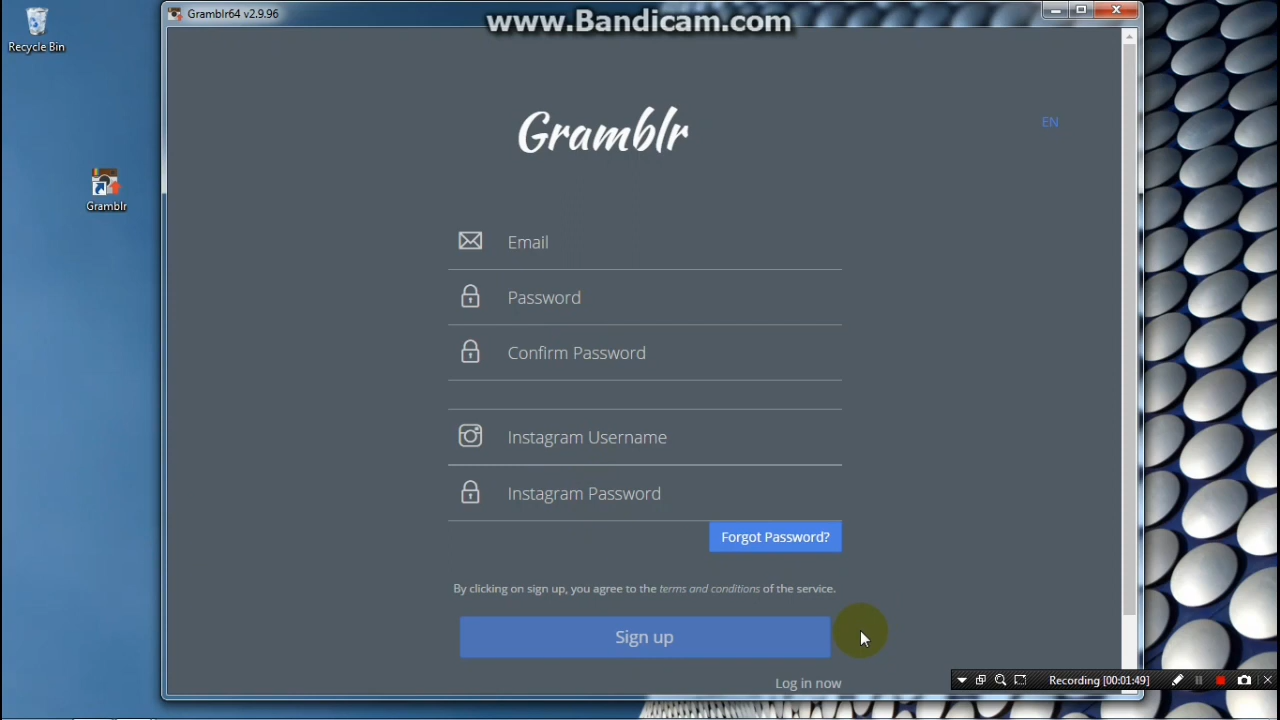 Gramblr64 v2.9.96
www.Bandicam.com
Recycle Bin
Gramblr
EN
Gramblr
Email
Password
Confirm Password
Instagram Username
Instagram Password
Forgot Password?
By clicking on sign up, you agree to the terms and conditions of the service.
Sign up
Log in now
Recording [00:01:49]